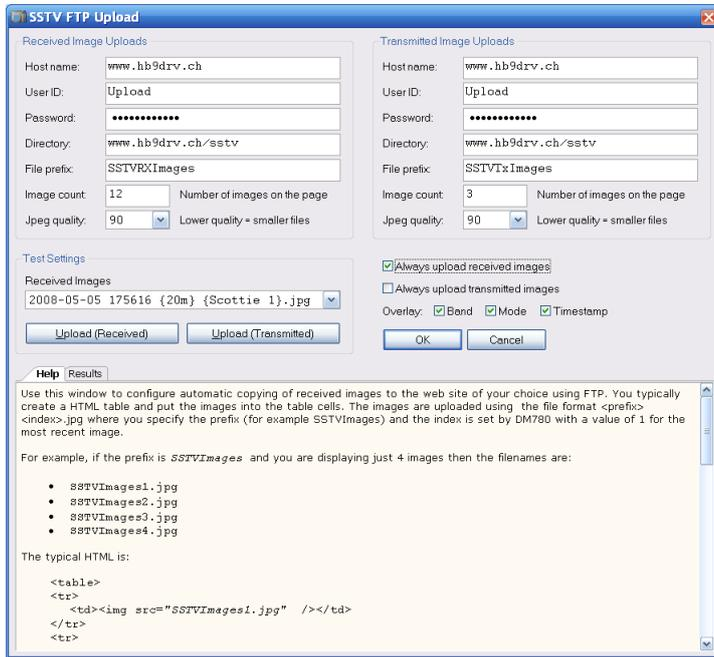 SSTV FTP Upload
Received Image Uploads
Host name: www.hb9drv.ch
User ID: Upload
Password: ••••••••••••
Directory: www.hb9drv.ch/sstv
File prefix: SSTVRXImages
Image count: 12 Number of images on the page
Jpeg quality: 90 Lower quality = smaller files
Transmitted Image Uploads
Host name: www.hb9drv.ch
User ID: Upload
Password: ••••••••••••
Directory: www.hb9drv.ch/sstv
File prefix: SSTVTxImages
Image count: 3 Number of images on the page
Jpeg quality: 90 Lower quality = smaller files
Test Settings
Received Images
2008-05-05 175616 {20m} {Scottie 1}.jpg
Upload (Received) Upload (Transmitted)
Always upload received images
Always upload transmitted images
Overlay: Band Mode Timestamp
OK Cancel
Help Results
Use this window to configure automatic copying of received images to the web site of your choice using FTP. You typically
create a HTML table and put the images into the table cells. The images are uploaded using the file format <prefix>
<index>.jpg where you specify the prefix (for example SSTVImages) and the index is set by DM780 with a value of 1 for the
most recent image.
For example, if the prefix is SSTVImages and you are displaying just 4 images then the filenames are:
• SSTVImages1.jpg
• SSTVImages2.jpg
• SSTVImages3.jpg
• SSTVImages4.jpg
The typical HTML is:
<table>
<tr>
<td><img src="SSTVImages1.jpg" /></td>
</tr>
<tr>